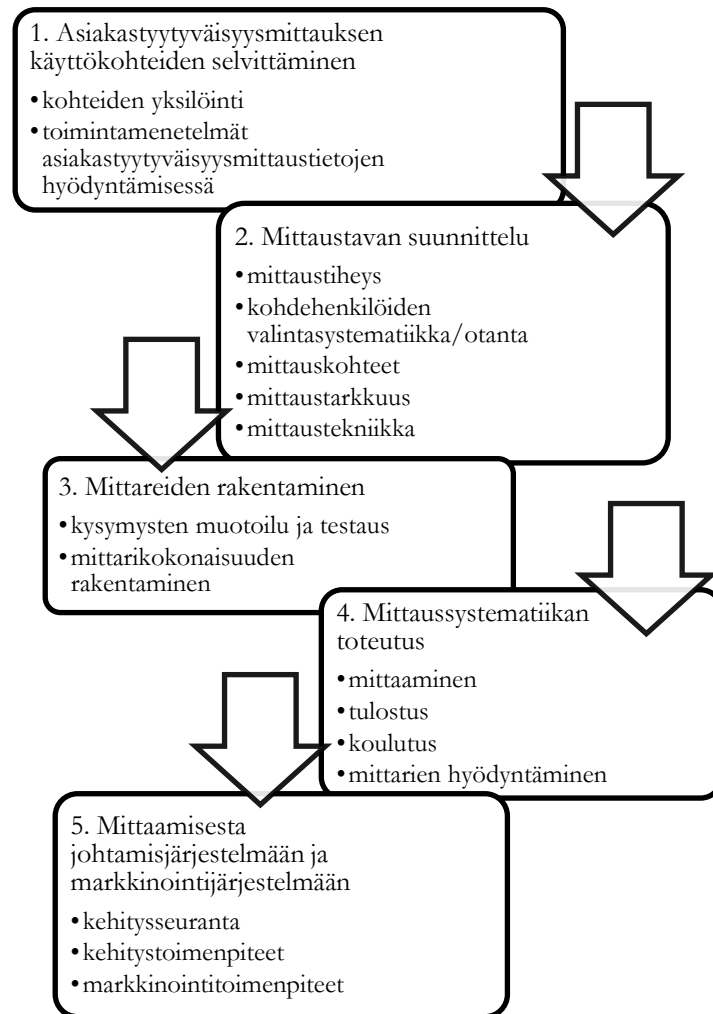 1. Asiakastyytyväisyysmittauksen
käyttökohteiden selvittäminen
•kohteiden yksilöinti
•toimintamenetelmät
asiakastyytyväisyysmittaustietojen
hyödyntämisessä
2. Mittaustavan suunnittelu
•mittaustiheys
•kohdehenkilöiden
valintasystematiikka/otanta
•mittauskohteet
•mittaustarkkuus
•mittaustekniikka
3. Mittareiden rakentaminen
•kysymysten muotoilu ja testaus
•mittarikokonaisuuden
rakentaminen
4. Mittaussystematiikan
toteutus
•mittaaminen
•tulostus
•koulutus
•mittarien hyödyntäminen
5. Mittaamisesta
johtamisjärjestelmään ja
markkinointijärjestelmään
•kehitysseuranta
•kehitystoimenpiteet
•markkinointitoimenpiteet